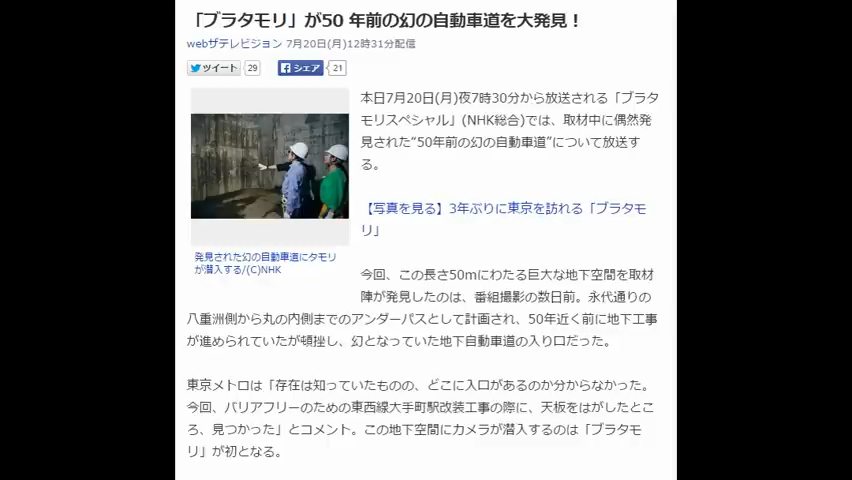 「ブラタモリ」が50 年前の幻の自動車道を大発見！
webザテレビジョン 7月20日(月)12時31分配信
ツイート 29 シェア 21
本日7月20日(月)夜7時30分から放送される「ブラタ
モリスペシャル」(NHK総合)では、取材中に偶然発
見された“50年前の幻の自動車道”について放送す
る。
【写真を見る】3年ぶりに東京を訪れる「ブラタモ
リ」
発見された幻の自動車道にタモリ
が潜入する/(C)NHK
今回、この長さ50mにわたる巨大な地下空間を取材
陣が発見したのは、番組撮影の数日前。永代通りの
八重洲側から丸の内側までのアンダーパスとして計画され、50年近く前に地下工事
が進められていたが頓挫し、幻となっていた地下自動車道の入り口だった。
東京メトロは「存在は知っていたものの、どこに入口があるのか分からなかった。
今回、バリアフリーのための東西線大手町駅改装工事の際に、天板をはがしたとこ
ろ、見つかった」とコメント。この地下空間にカメラが潜入するのは「ブラタモ
リ」が初となる。